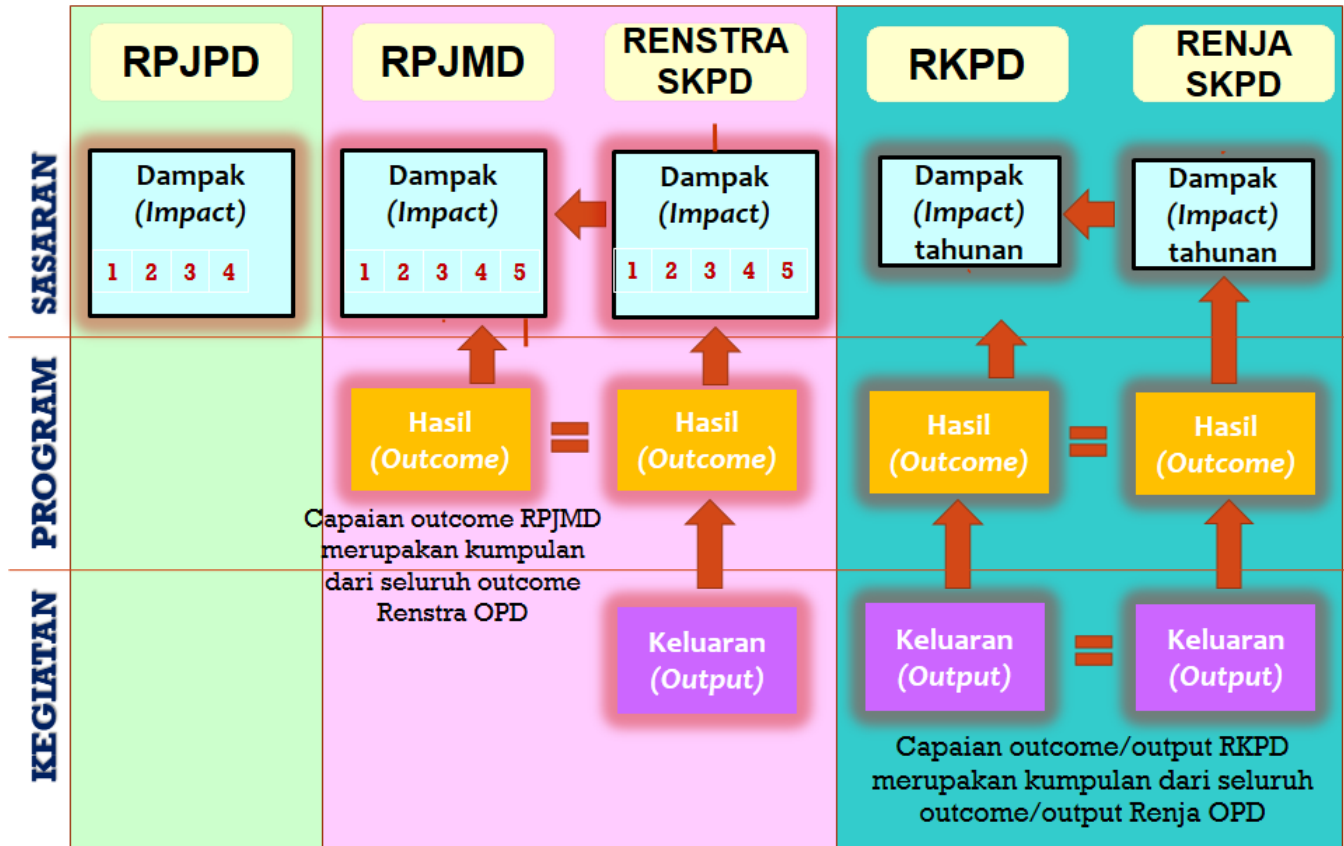 RPJPD
RPJMD
RENSTRA
SKPD
RKPD
RENJA
SKPD
SASARAN
Dampak
(Impact)
1 2 3 4
Dampak
(Impact)
1 2 3 4 5
Dampak
(Impact)
1 2 3 4 5
Dampak
(Impact)
tahunan
Dampak
(Impact)
tahunan
PROGRAM
Hasil
(Outcome)
=
Hasil
(Outcome)
Hasil
(Outcome)
=
Hasil
(Outcome)
Capaian outcome RPJMD
merupakan kumpulan
dari seluruh outcome
Renstra OPD
KEGIATAN
Keluaran
(Output)
Keluaran
(Output)
=
Keluaran
(Output)
Capaian outcome/output RKPD
merupakan kumpulan dari seluruh
outcome/output Renja OPD